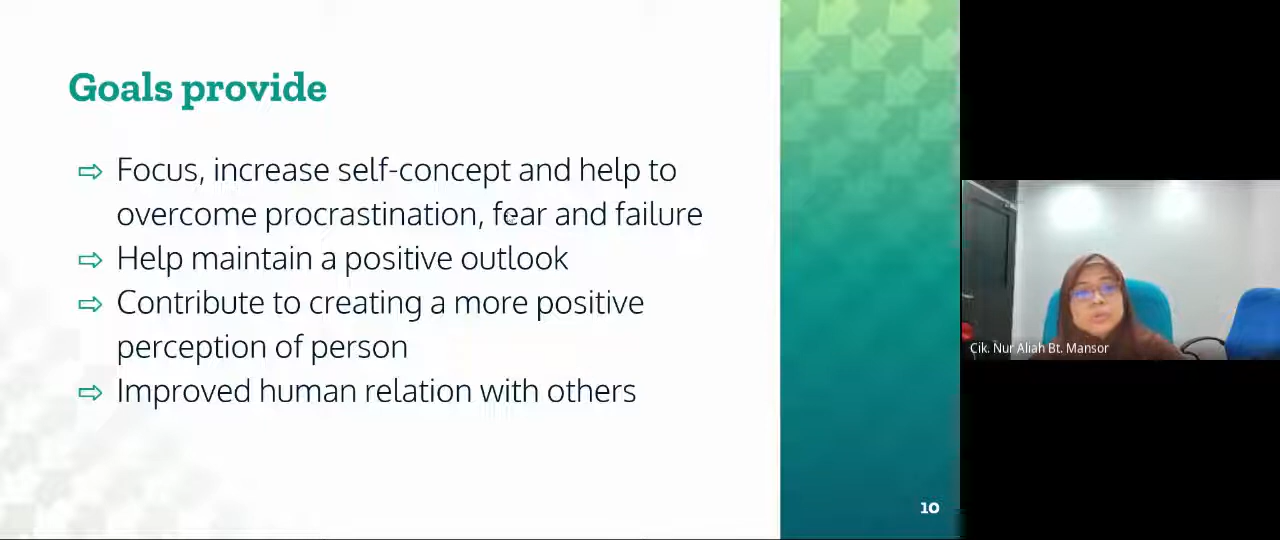 Goals provide
⇨ Focus, increase self-concept and help to
overcome procrastination, fear and failure
⇨ Help maintain a positive outlook
⇨ Contribute to creating a more positive
perception of person
⇨ Improved human relation with others
10
Cik. Nur Aliah Bt. Mansor